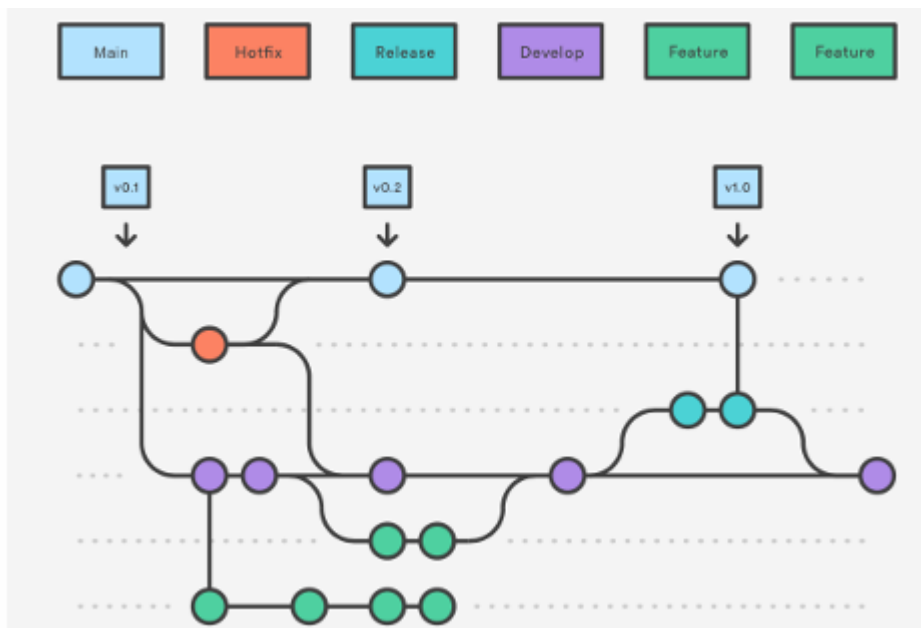 Main
Hotfix
Release
Develop
Feature
Feature
v0.1
v0.2
v1.0